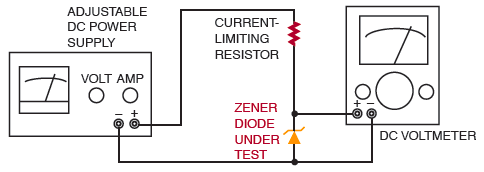 ADJUSTABLE
DC POWER
SUPPLY
VOLT AMP
– +
CURRENT-
LIMITING
RESISTOR
ZENER
DIODE
UNDER
TEST
+ –
DC VOLTMETER